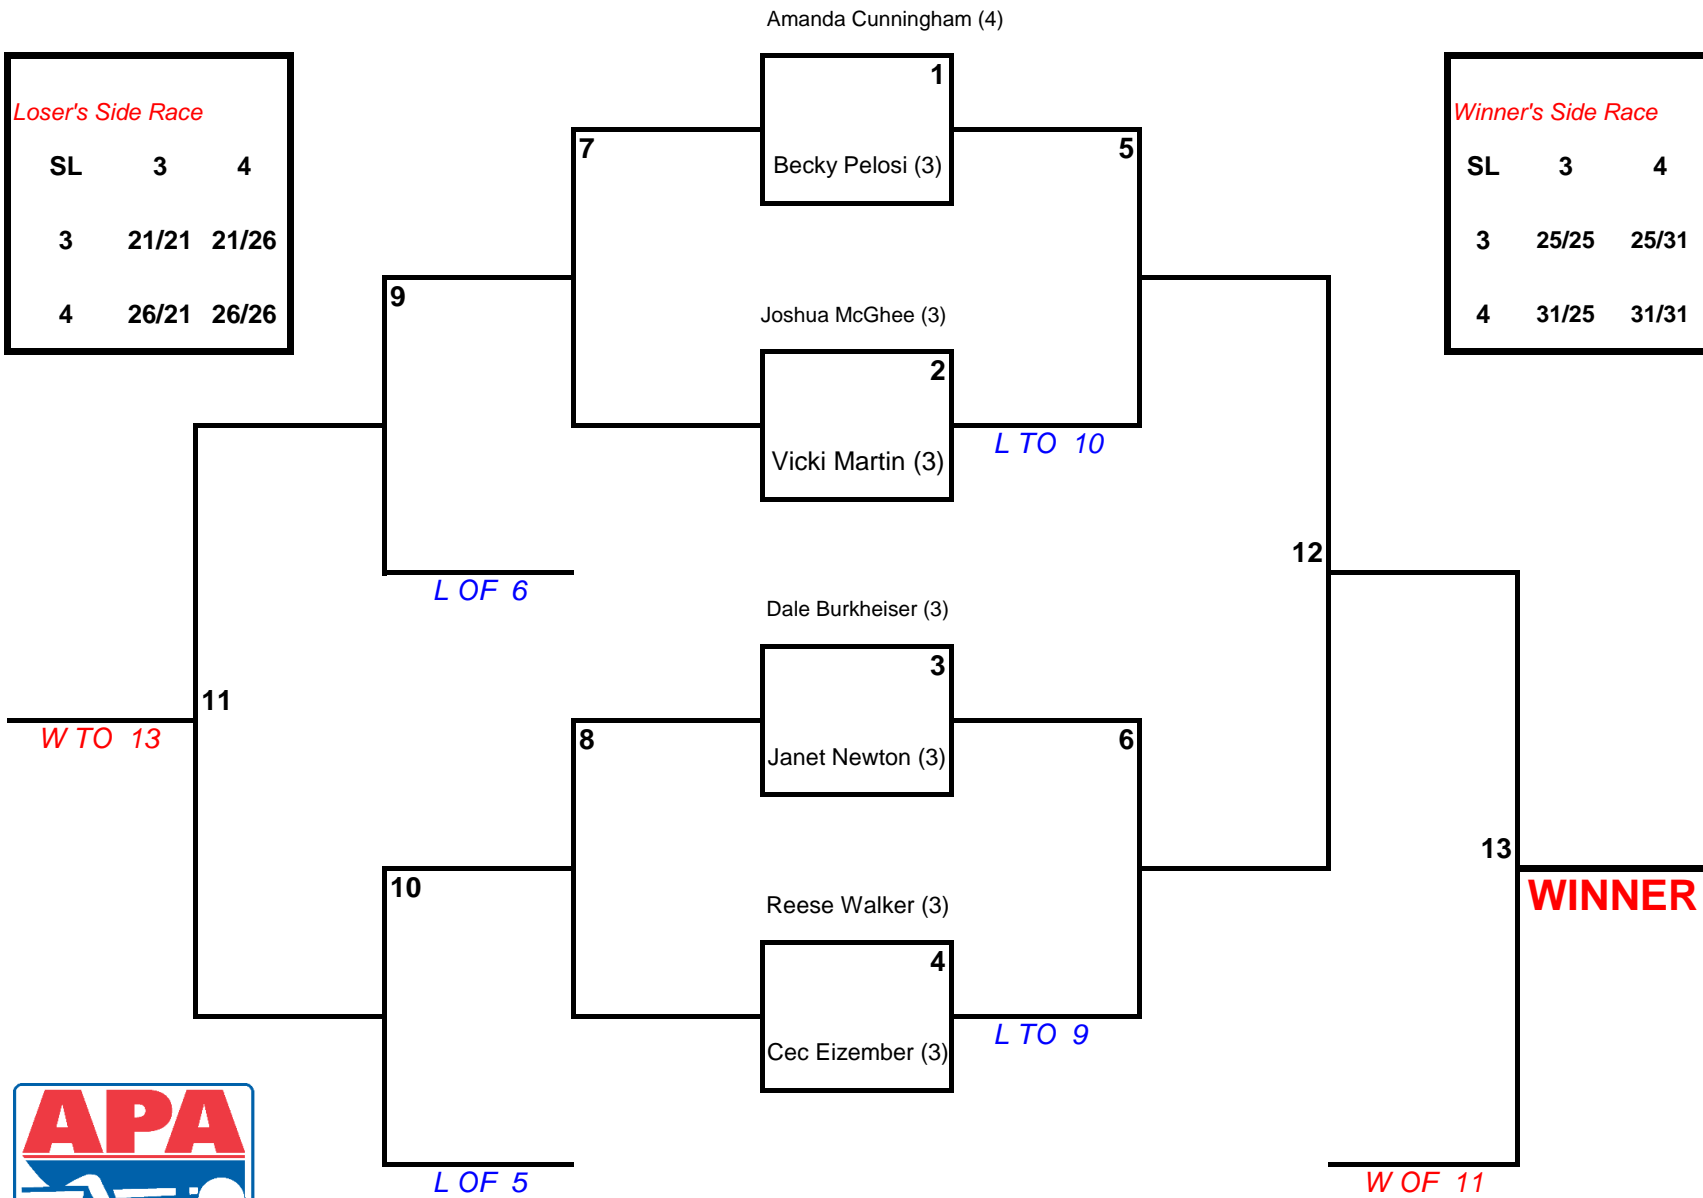 Amanda Cunningham (4)
1
Loser's Side Race
Winner's Side Race
7
5
SL 3 4
Becky Pelosi (3)
SL 3 4
3 21/21 21/26
3 25/25 25/31
9
4 26/21 26/26
Joshua McGhee (3)
4 31/25 31/31
2
L TO 10
Vicki Martin (3)
12
L OF 6
Dale Burkheiser (3)
3
11
W TO 13
8
6
Janet Newton (3)
13
10
WINNER
Reese Walker (3)
4
L TO 9
Cec Eizember (3)
APA
L OF 5
W OF 11